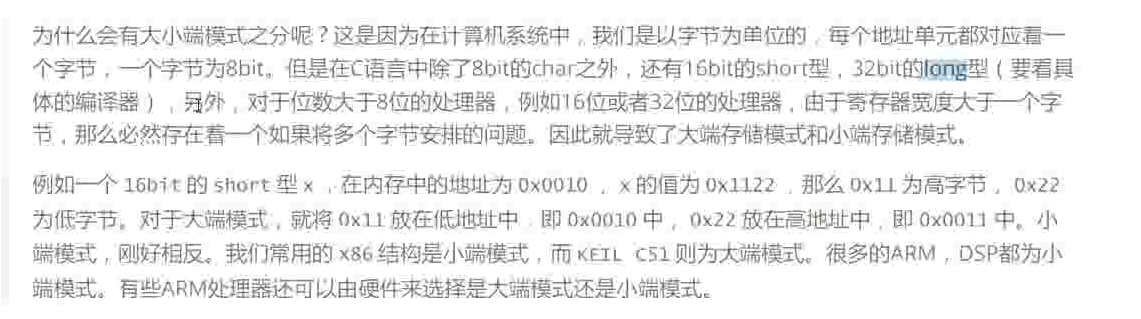 为什么会有大小端模式之分呢？这是因为在计算机系统中，我们是以字节为单位的，每个地址单元都对应着一
个字节，一个字节为8bit。但是在C语言中除了8bit的char之外，还有16bit的short型，32bit的long型（要看具
体的编译器），另外，对于位数大于8位的处理器，例如16位或者32位的处理器，由于寄存器宽度大于一个字
节，那么必然存在着一个如果将多个字节安排的问题。因此就导致了大端存储模式和小端存储模式。
例如一个 16bit 的 short 型 x ，在内存中的地址为 0x0010 ， x 的值为 0x1122 ，那么 0x11 为高字节， 0x22
为低字节。对于大端模式，就将 0x11 放在低地址中，即 0x0010 中， 0x22 放在高地址中，即 0x0011 中。小
端模式，刚好相反。我们常用的 x86 结构是小端模式，而 KEIL C51 则为大端模式。很多的ARM，DSP都为小
端模式。有些ARM处理器还可以由硬件来选择是大端模式还是小端模式。